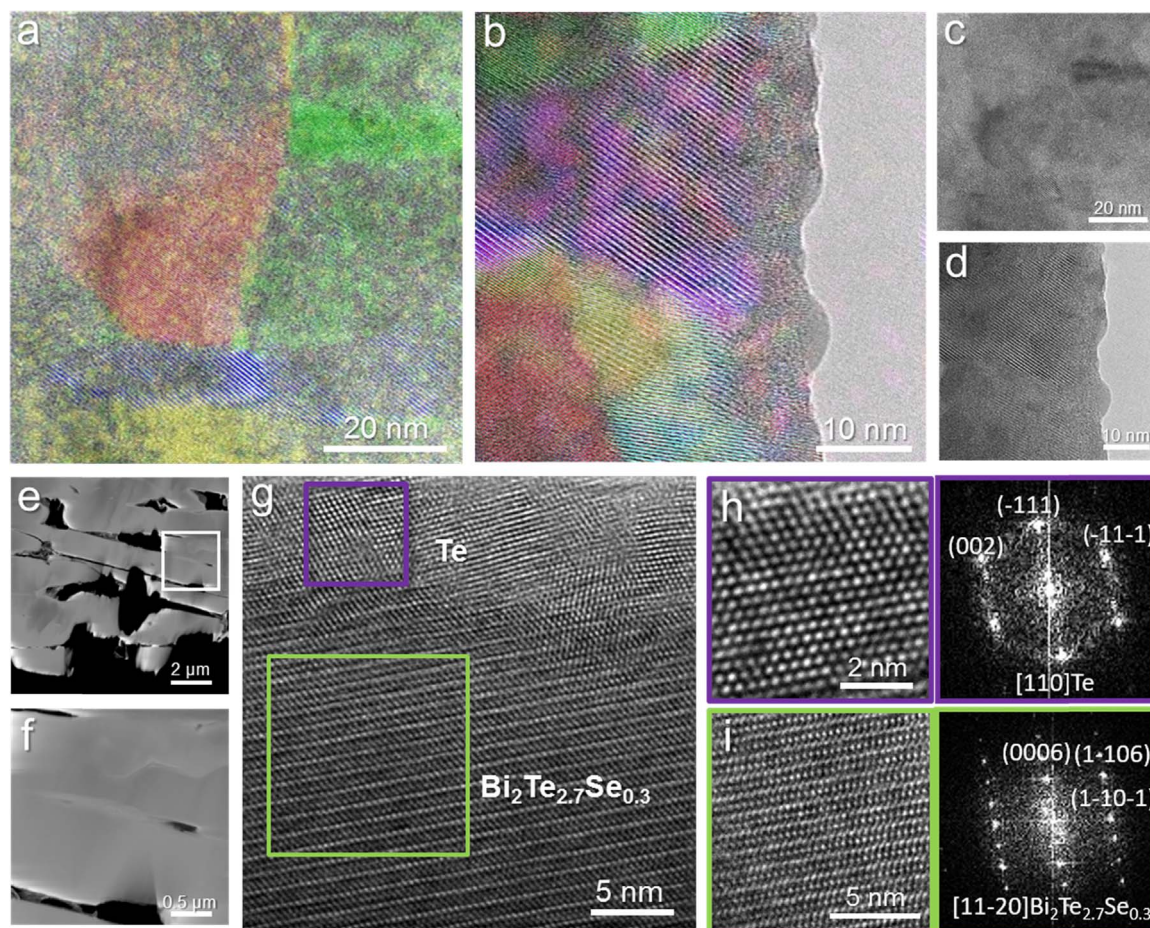 a
20 nm
b
10 nm
c
20 nm
d
10 nm
e
2 µm
f
0.5 µm
g
Te
Bi₂Te₂.₇Se₀.₃
5 nm
h
2 nm
(-111)
(002)
(-11-1)
[110]Te
i
5 nm
(0006)
(1-106)
(1-10-1)
[11-20]Bi₂Te₂.₇Se₀.₃